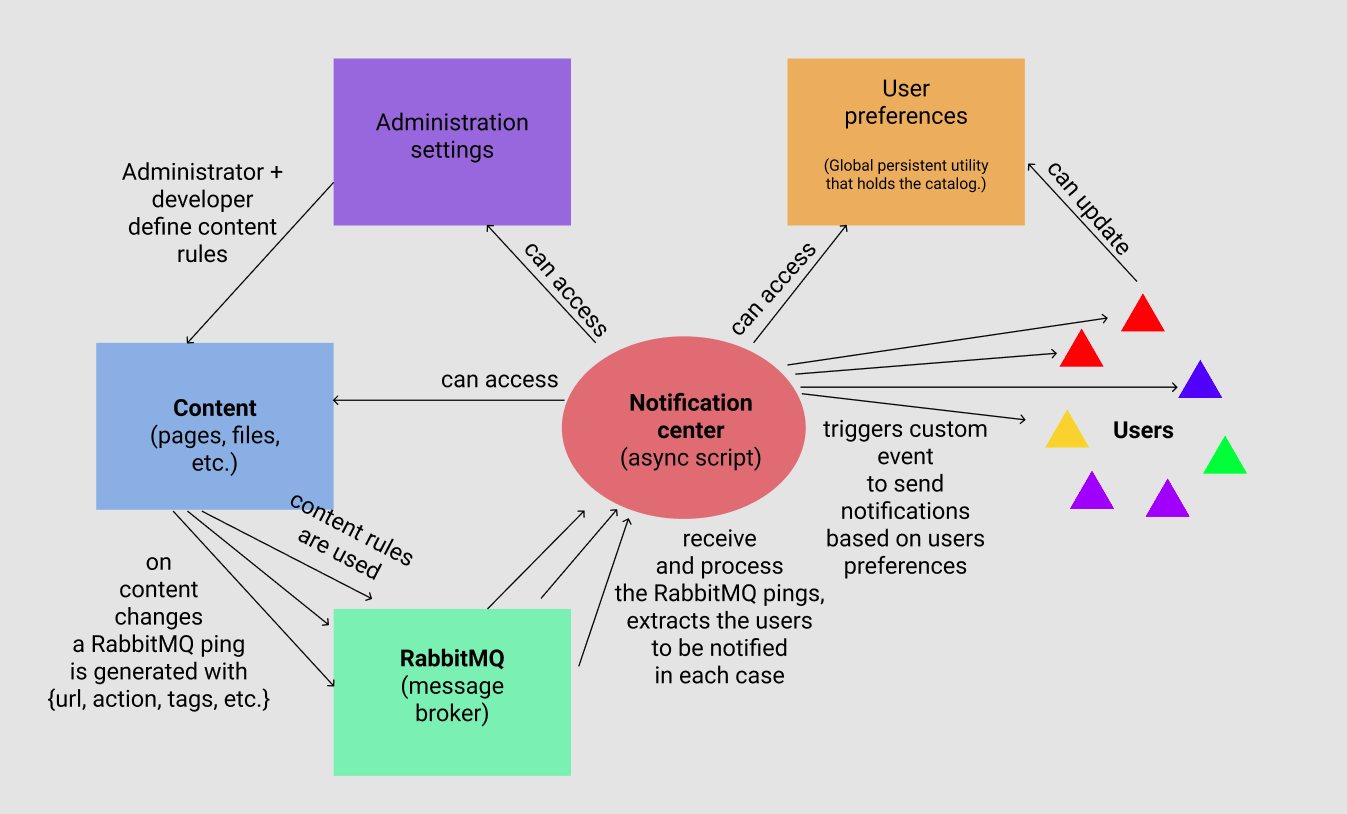 Administration
settings
User
preferences
(Global persistent utility
that holds the catalog.)
Administrator +
developer
define content
rules
can access
can access
can update
can access
Content
(pages, files,
etc.)
Notification
center
(async script)
Users
triggers custom
event
to send
notifications
based on users
preferences
content rules
are used
on
content
changes
a RabbitMQ ping
is generated with
{url, action, tags, etc.}
RabbitMQ
(message
broker)
receive
and process
the RabbitMQ pings,
extracts the users
to be notified
in each case